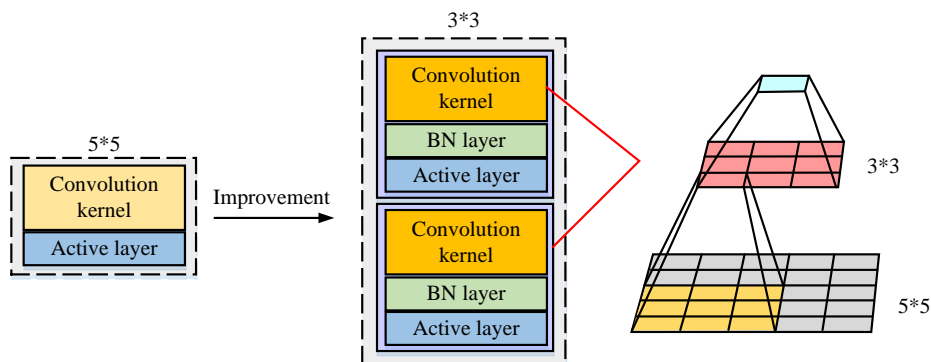 5*5
Convolution
kernel
Active layer
Improvement
3*3
Convolution
kernel
BN layer
Active layer
Convolution
kernel
BN layer
Active layer
3*3
5*5